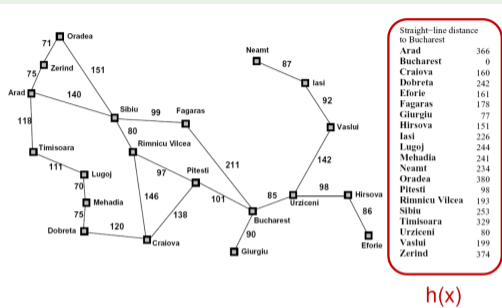 Oradea
71
Neamt
87
Zerind
151
75
Iasi
Arad
140
92
Sibiu
99
Fagaras
118
80
Vaslui
Rimnicu Vilcea
Timisoara
111
142
211
Pitesti
97
Lugoj
70
98
146
85
Hirsova
101
Mehadia
Urziceni
75
138
86
120
Bucharest
Dobreta
90
Craiova
Eforie
Giurgiu
Straight−line distance
to Bucharest
Arad 366
Bucharest 0
Craiova 160
Dobreta 242
Eforie 161
Fagaras 178
Giurgiu 77
Hirsova 151
Iasi 226
Lugoj 244
Mehadia 241
Neamt 234
Oradea 380
Pitesti 98
Rimnicu Vilcea 193
Sibiu 253
Timisoara 329
Urziceni 80
Vaslui 199
Zerind 374
h(x)